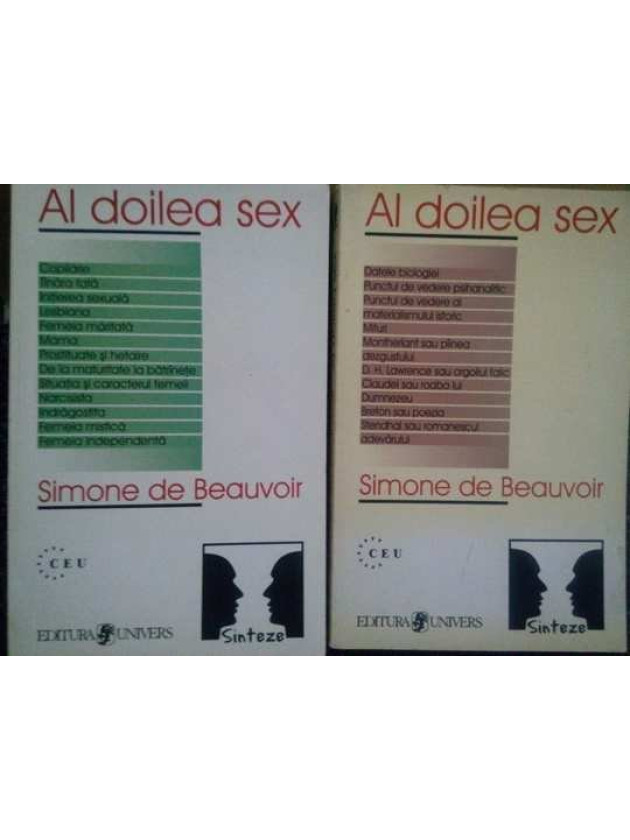 Al doilea sex
Copilărie
Tînăra fată
Inițierea sexuală
Lesbiana
Femeia măritată
Mama
Prostituate și hetaire
De la maturitate la bătrînețe
Situația și caracterul femeii
Narcisista
Îndrăgostita
Femeia mistică
Femeia independentă
Simone de Beauvoir
CEU
EDITURA UNIVERS
Sinteze
Al doilea sex
Datele biologiei
Punctul de vedere psihanalitic
Punctul de vedere al
materialismului istoric
Mituri
Montherlant sau pîinea
dezgustului
D. H. Lawrence sau orgoliul falic
Claudel sau roaba lui
Dumnezeu
Breton sau poezia
Stendhal sau romanescul
adevărului
Simone de Beauvoir
CEU
EDITURA UNIVERS
Sinteze